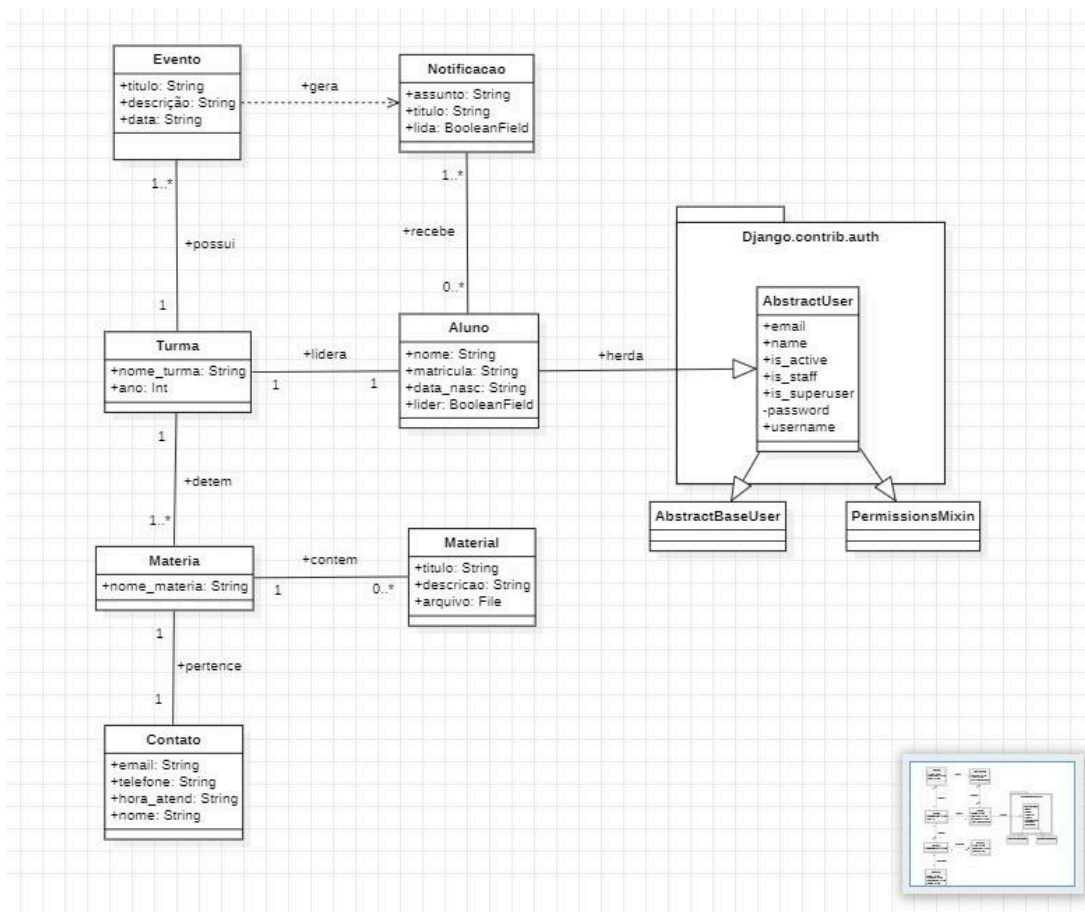 Evento
+titulo: String
+descrição: String
+data: String
+gera
Notificacao
+assunto: String
+titulo: String
+lida: BooleanField
1..*
+possui
1
1..*
+recebe
0..*
Django.contrib.auth
AbstractUser
+email
+name
+is_active
+is_staff
+is_superuser
-password
+username
Turma
+nome_turma: String
+ano: Int
+lidera
1
1
Aluno
+nome: String
+matricula: String
+data_nasc: String
+lider: BooleanField
+herda
1
+detem
1..*
AbstractBaseUser
PermissionsMixin
Materia
+nome_materia: String
+contem
1
0..*
Material
+titulo: String
+descricao: String
+arquivo: File
1
+pertence
1
Contato
+email: String
+telefone: String
+hora_atend: String
+nome: String